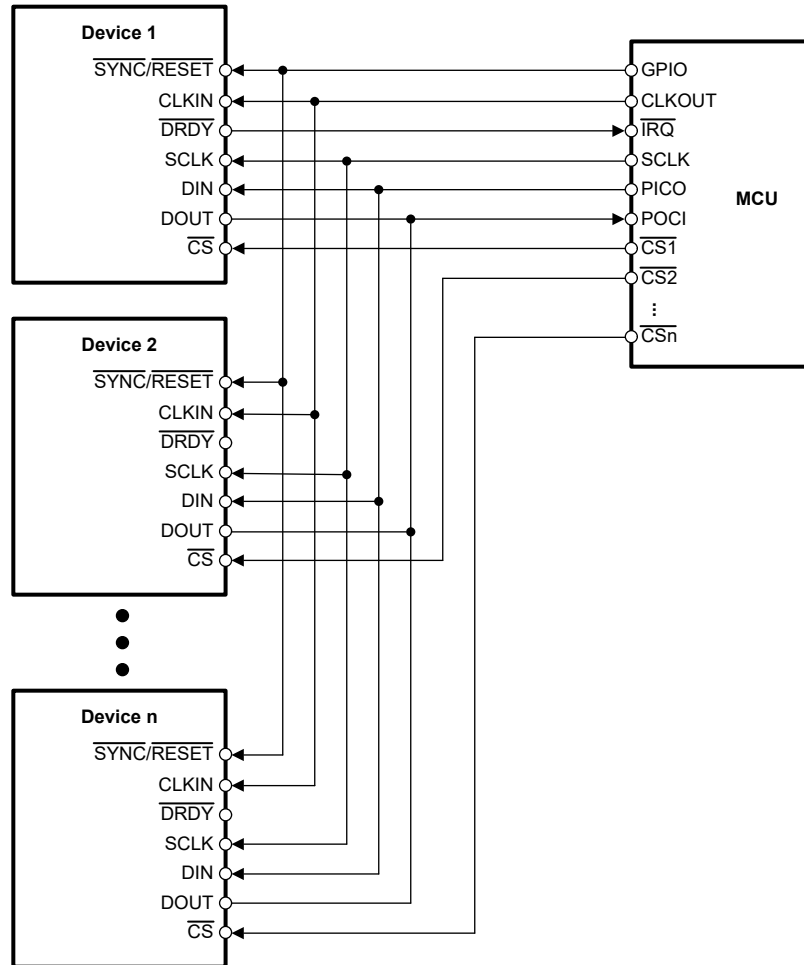 Device 1
SYNC/RESET
CLKIN
DRDY
SCLK
DIN
DOUT
CS
GPIO
CLKOUT
IRQ
SCLK
PICO
POCI
CS1
CS2
...
CSn
MCU
Device 2
SYNC/RESET
CLKIN
DRDY
SCLK
DIN
DOUT
CS
Device n
SYNC/RESET
CLKIN
DRDY
SCLK
DIN
DOUT
CS